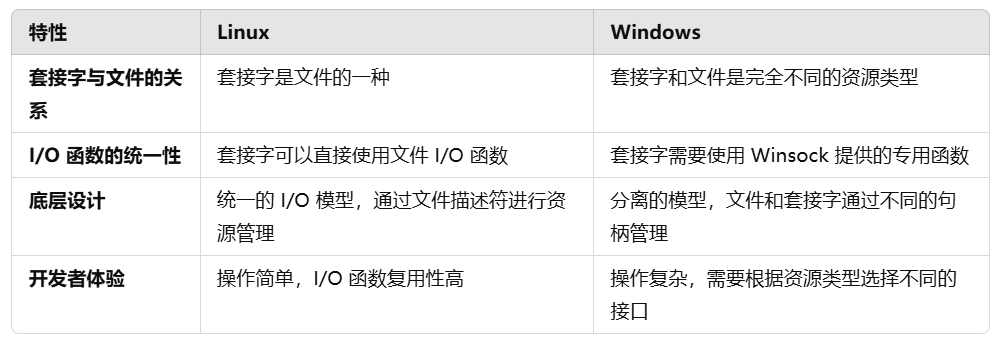 特性
Linux
Windows
套接字与文件的关
系
套接字是文件的一种
套接字和文件是完全不同的资源类型
I/O 函数的统一性
套接字可以直接使用文件 I/O 函数
套接字需要使用 Winsock 提供的专用函数
底层设计
统一的 I/O 模型，通过文件描述符进行资
源管理
分离的模型，文件和套接字通过不同的句
柄管理
开发者体验
操作简单，I/O 函数复用性高
操作复杂，需要根据资源类型选择不同的
接口